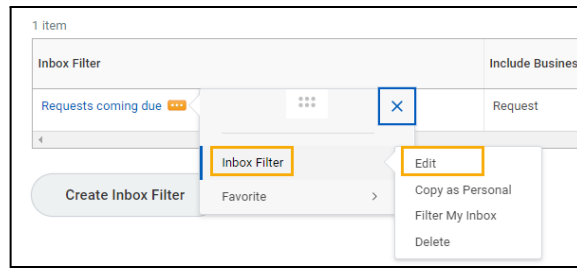 1 item
Inbox Filter
Include Busines
Requests coming due
Request
Inbox Filter
Edit
Create Inbox Filter
Favorite
Copy as Personal
Filter My Inbox
Delete